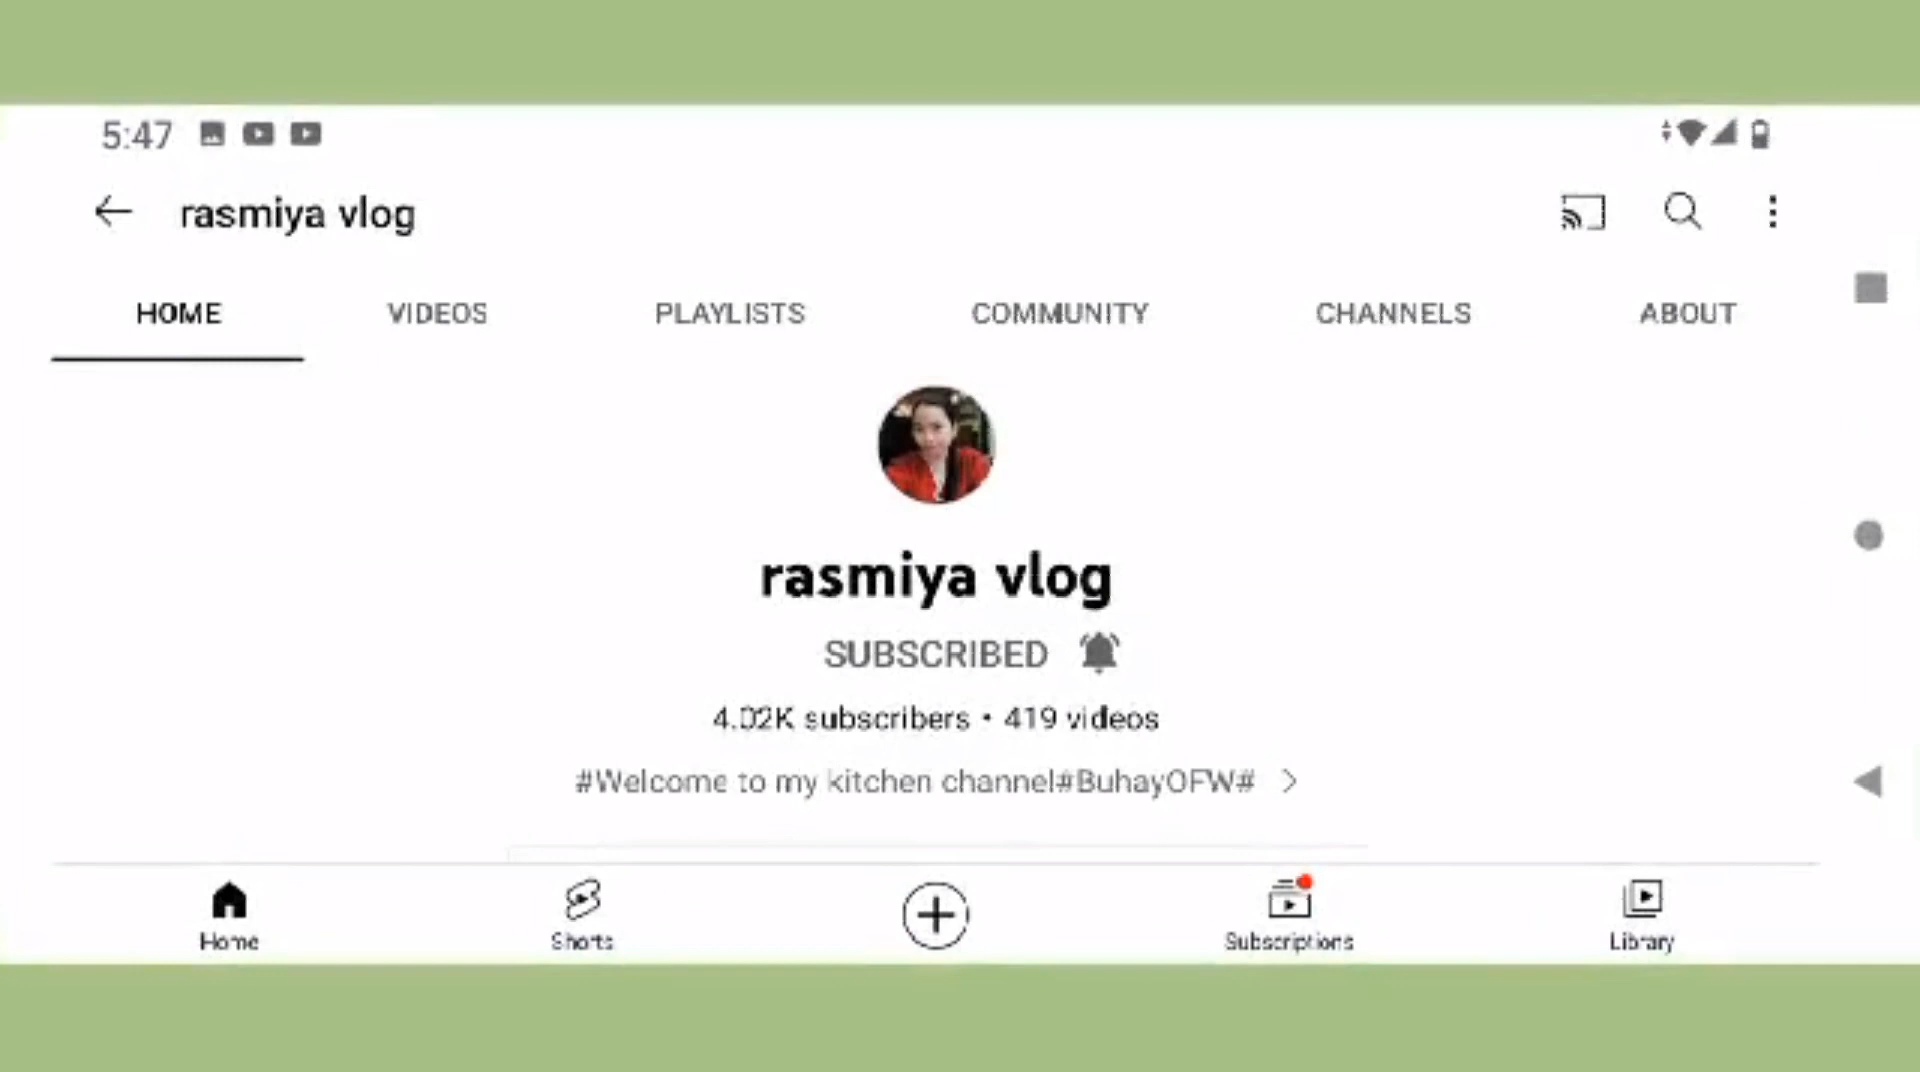 5:47
rasmiya vlog
HOME VIDEOS PLAYLISTS COMMUNITY CHANNELS ABOUT
rasmiya vlog
SUBSCRIBED
4.02K subscribers • 419 videos
#Welcome to my kitchen channel#BuhayOFW#
Home Shorts Subscriptions Library